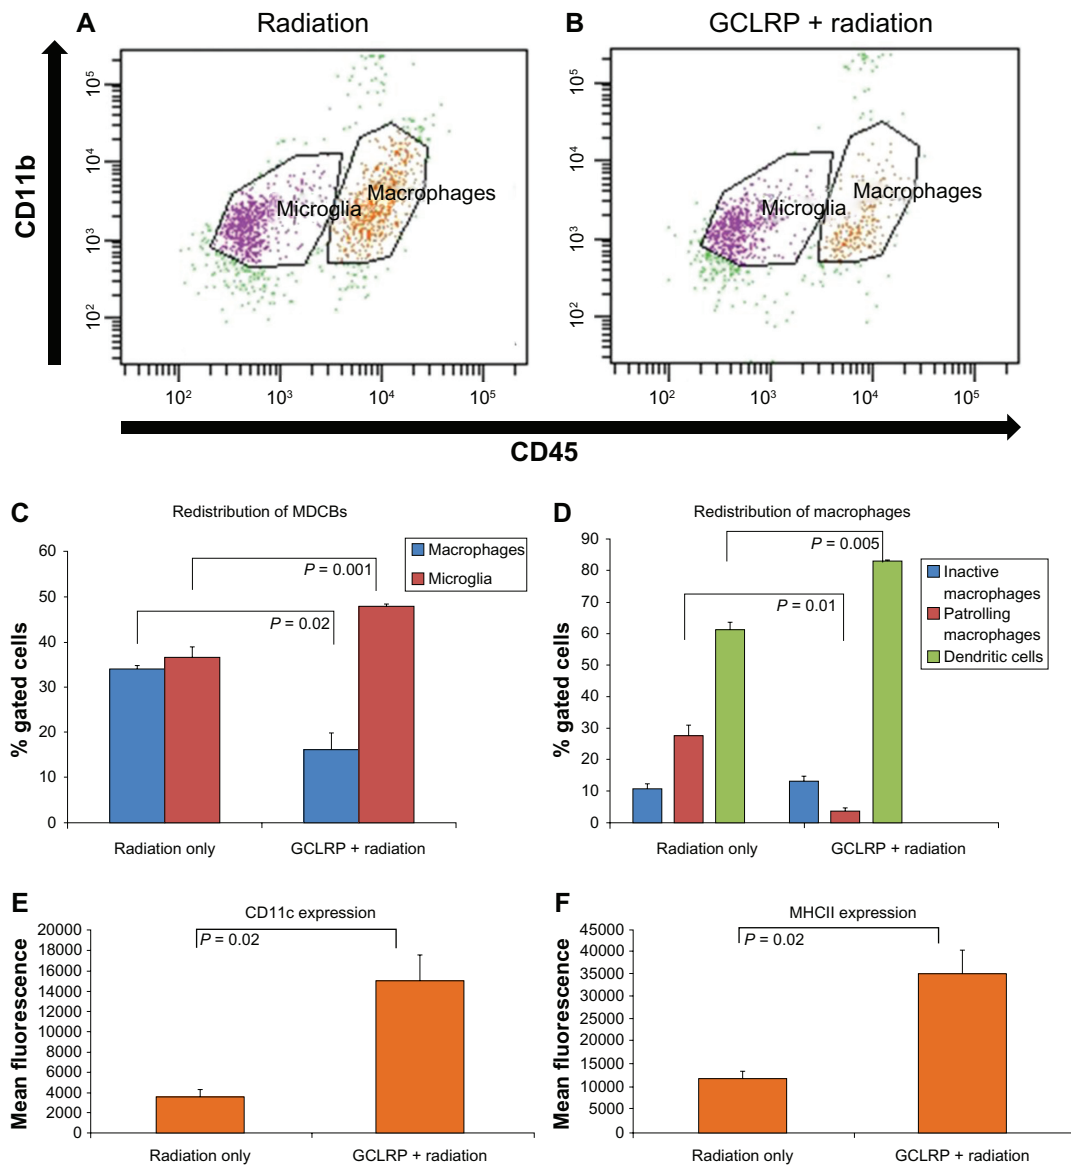 A
Radiation
B
GCLRP + radiation
CD11b
10⁵
10⁴
10³
10²
Microglia
Macrophages
10² 10³ 10⁴ 10⁵
10⁵
10⁴
10³
10²
Microglia
Macrophages
10² 10³ 10⁴ 10⁵
CD45
C
Redistribution of MDCBs
% gated cells
60
50
40
30
20
10
0
P = 0.001
P = 0.02
Macrophages
Microglia
Radiation only
GCLRP + radiation
D
Redistribution of macrophages
% gated cells
90
80
70
60
50
40
30
20
10
0
P = 0.005
P = 0.01
Inactive
macrophages
Patrolling
macrophages
Dendritic cells
Radiation only
GCLRP + radiation
E
CD11c expression
Mean fluorescence
20000
18000
16000
14000
12000
10000
8000
6000
4000
2000
0
P = 0.02
Radiation only
GCLRP + radiation
F
MHCII expression
Mean fluorescence
45000
40000
35000
30000
25000
20000
15000
10000
5000
0
P = 0.02
Radiation only
GCLRP + radiation